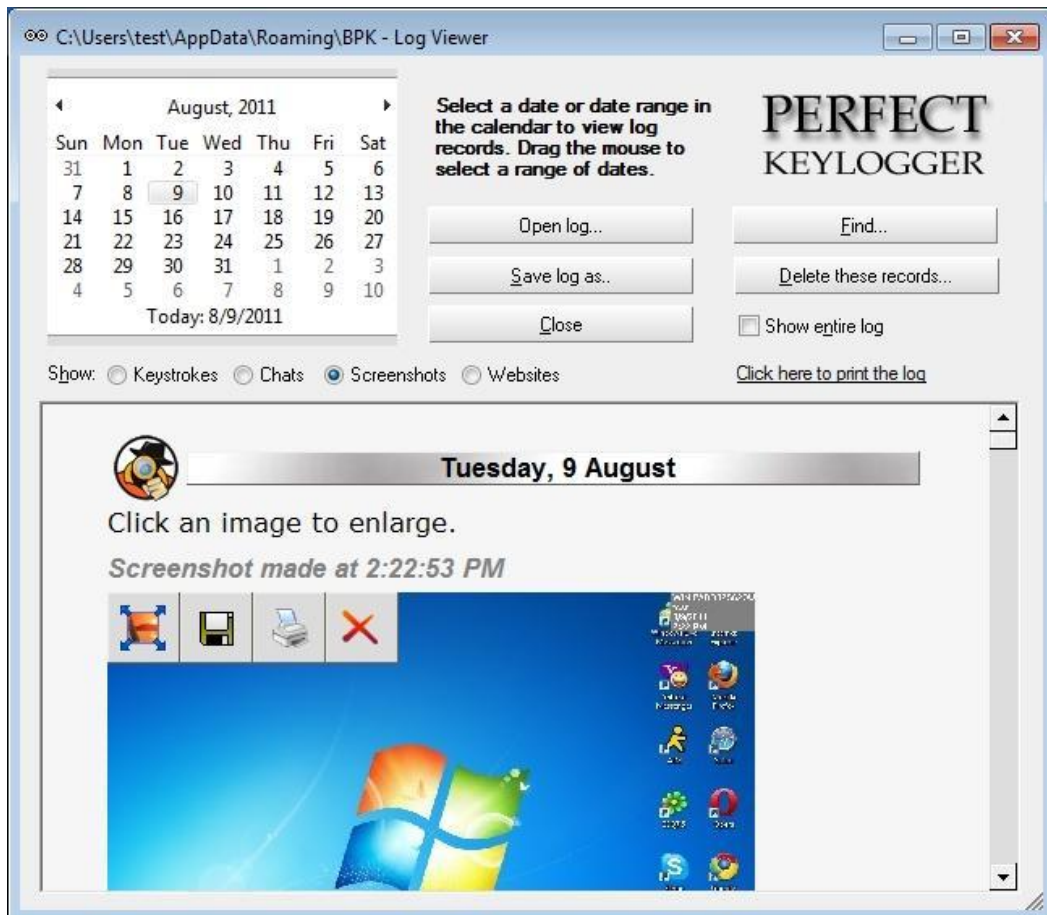 C:\Users\test\AppData\Roaming\BPK - Log Viewer
August, 2011
Sun Mon Tue Wed Thu Fri Sat
31 1 2 3 4 5 6
7 8 9 10 11 12 13
14 15 16 17 18 19 20
21 22 23 24 25 26 27
28 29 30 31 1 2 3
4 5 6 7 8 9 10
Today: 8/9/2011
Select a date or date range in
the calendar to view log
records. Drag the mouse to
select a range of dates.
PERFECT
KEYLOGGER
Open log...
Find...
Save log as..
Delete these records...
Close
Show entire log
Show: Keystrokes Chats Screenshots Websites
Click here to print the log
Tuesday, 9 August
Click an image to enlarge.
Screenshot made at 2:22:53 PM